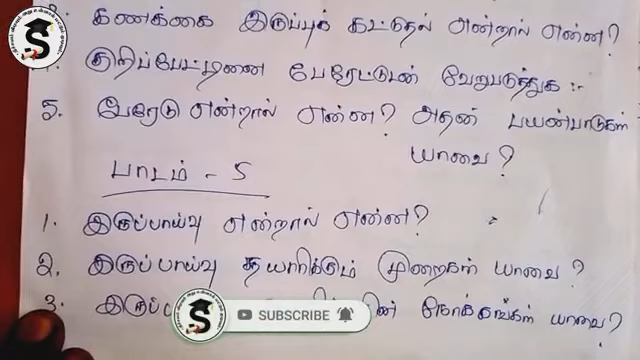 கணக்கை இருப்புக் கட்டுதல் என்றால் என்ன?
குறிப்பேட்டினை பேரேட்டுடன் வேறுபடுத்துக :-
5. பேரேடு என்றால் என்ன? அதன் பயன்பாடுகள்
யாவை?
பாடம் - 5
1. இருப்பாய்வு என்றால் என்ன?
2. இருப்பாய்வு தயாரிக்கும் முறைகள் யாவை?
3. நோக்கங்கள் யாவை?
S SUBSCRIBE